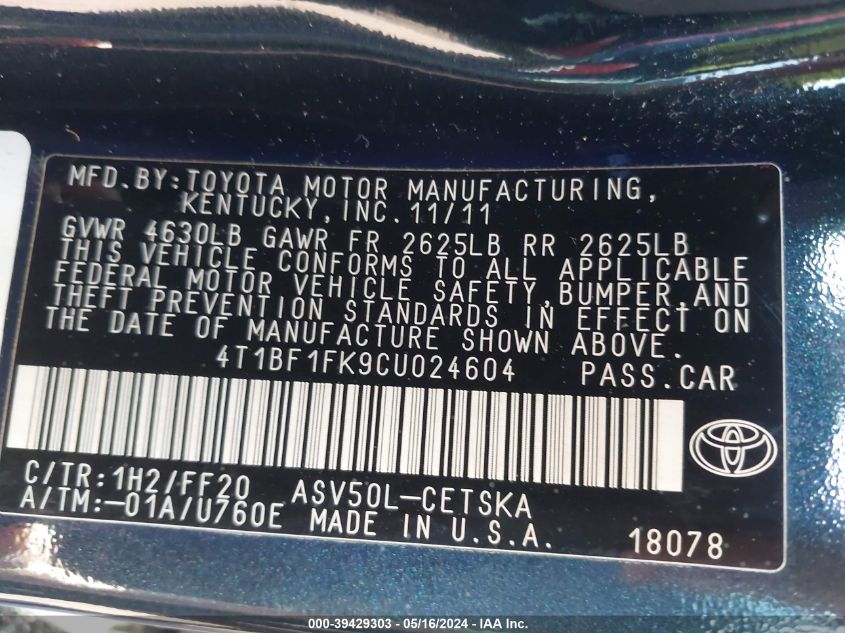 MFD.BY:TOYOTA MOTOR MANUFACTURING,
KENTUCKY,INC.11/11
GVWR 4630LB GAWR FR 2625LB RR 2625LB
THIS VEHICLE CONFORMS TO ALL APPLICABLE
FEDERAL MOTOR VEHICLE SAFETY,BUMPER,AND
THEFT PREVENTION STANDARDS IN EFFECT ON
THE DATE OF MANUFACTURE SHOWN ABOVE.
4T1BF1FK9CU024604 PASS.CAR
C/TR:1H2/FF20 ASV50L-CETSKA
A/TM:-01A/U760E MADE IN U.S.A. 18078
000-39429303 - 05/16/2024 - IAA Inc.